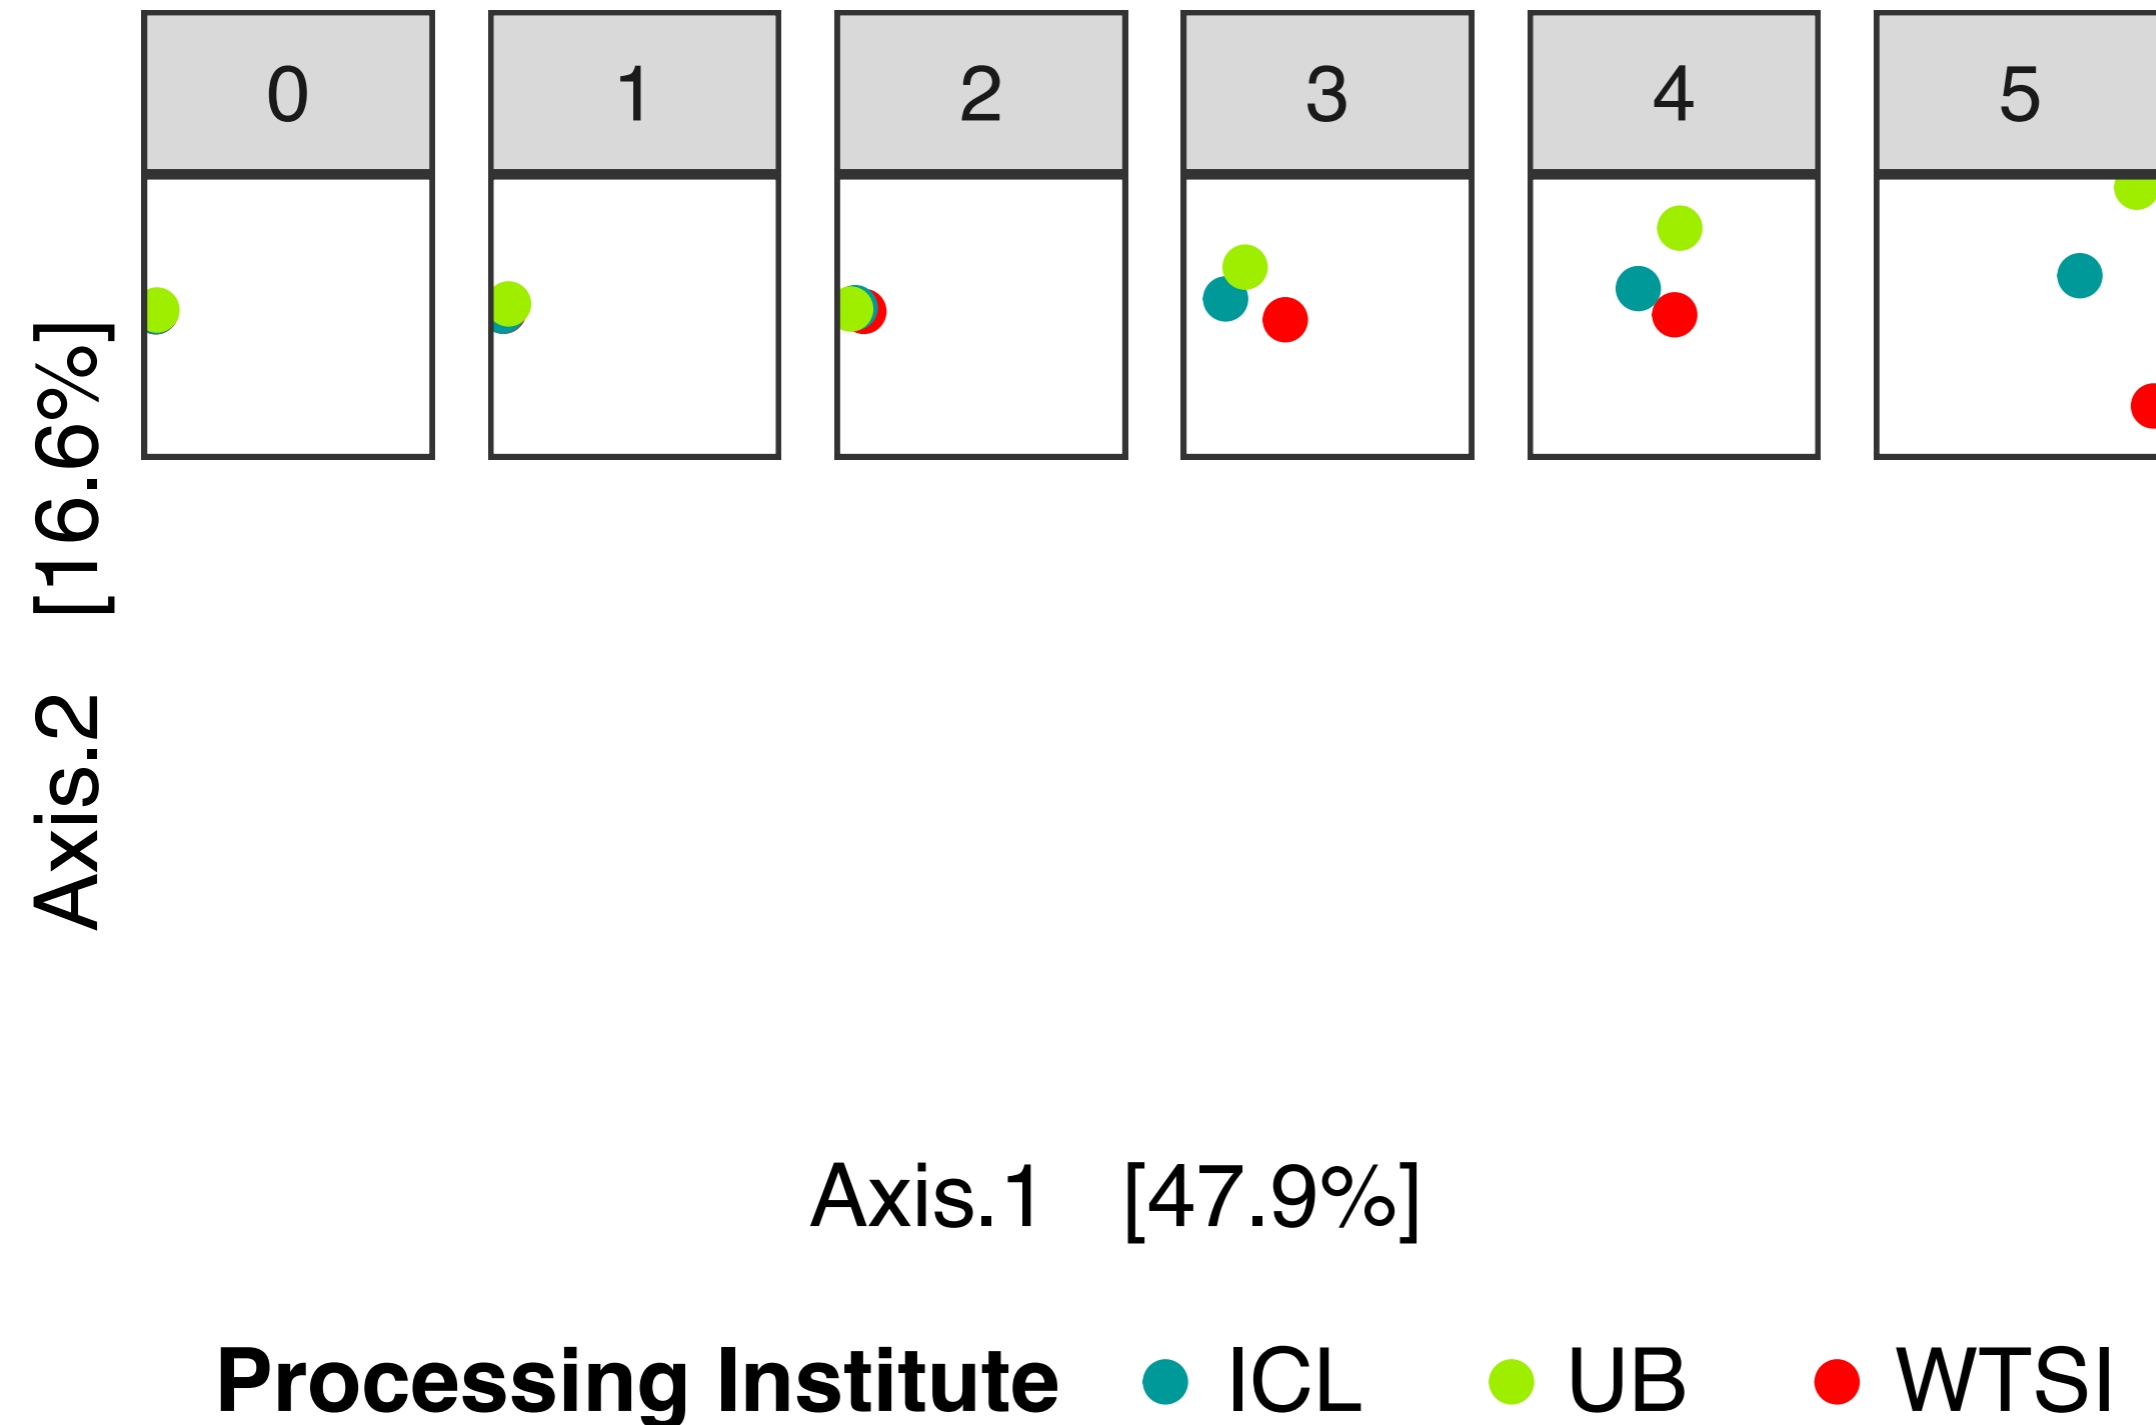 0 1 2 3 4 5
Axis.2 [16.6%]
Axis.1 [47.9%]
Processing Institute ICL UB WTSI